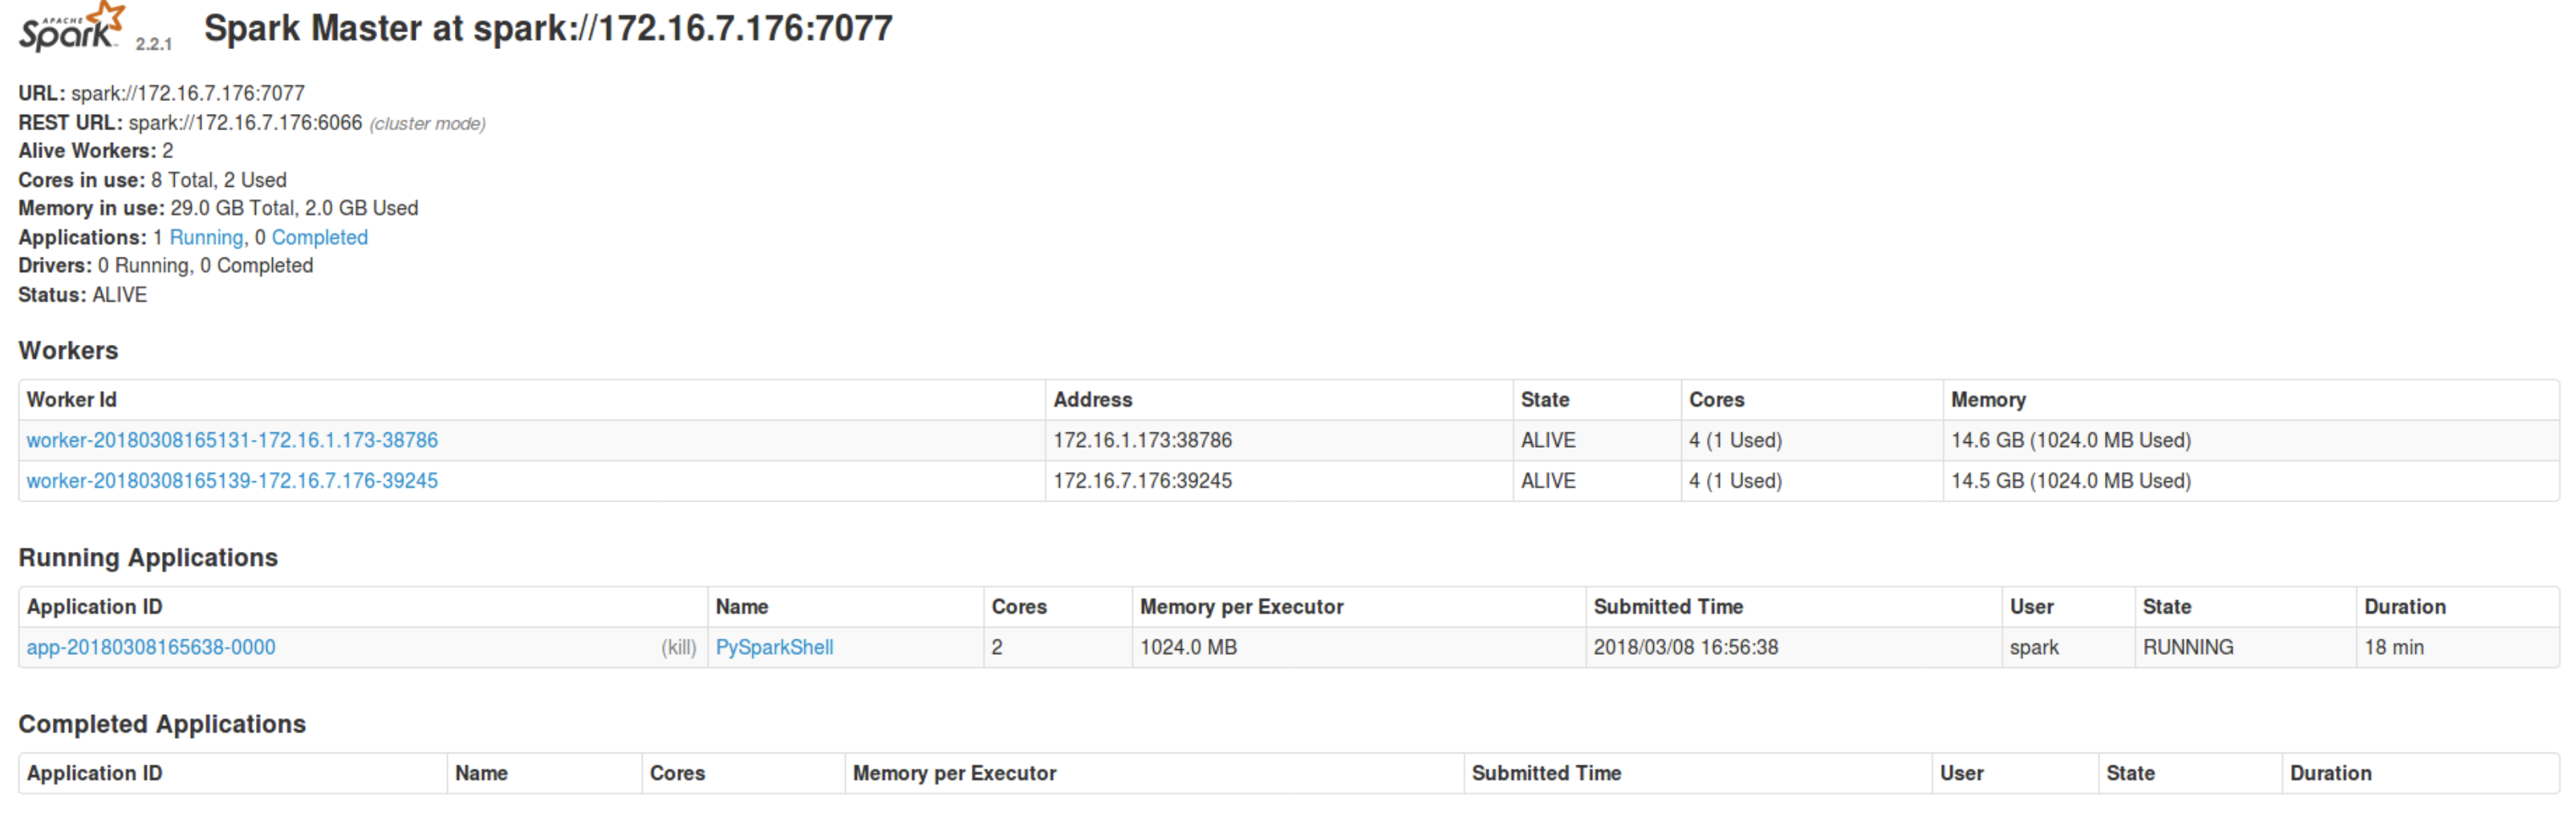 APACHE
Spark 2.2.1 Spark Master at spark://172.16.7.176:7077
URL: spark://172.16.7.176:7077
REST URL: spark://172.16.7.176:6066 (cluster mode)
Alive Workers: 2
Cores in use: 8 Total, 2 Used
Memory in use: 29.0 GB Total, 2.0 GB Used
Applications: 1 Running, 0 Completed
Drivers: 0 Running, 0 Completed
Status: ALIVE
Workers
Worker Id Address State Cores Memory
worker-20180308165131-172.16.1.173-38786 172.16.1.173:38786 ALIVE 4 (1 Used) 14.6 GB (1024.0 MB Used)
worker-20180308165139-172.16.7.176-39245 172.16.7.176:39245 ALIVE 4 (1 Used) 14.5 GB (1024.0 MB Used)
Running Applications
Application ID Name Cores Memory per Executor Submitted Time User State Duration
app-20180308165638-0000 (kill) PySparkShell 2 1024.0 MB 2018/03/08 16:56:38 spark RUNNING 18 min
Completed Applications
Application ID Name Cores Memory per Executor Submitted Time User State Duration